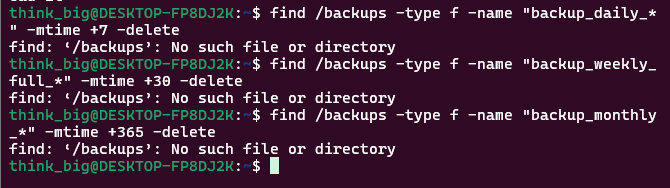 think_big@DESKTOP-FP8DJ2K:~$ find /backups -type f -name "backup_daily_*
" -mtime +7 -delete
find: ‘/backups’: No such file or directory
think_big@DESKTOP-FP8DJ2K:~$ find /backups -type f -name "backup_weekly_
full_*" -mtime +30 -delete
find: ‘/backups’: No such file or directory
think_big@DESKTOP-FP8DJ2K:~$ find /backups -type f -name "backup_monthly
_*" -mtime +365 -delete
find: ‘/backups’: No such file or directory
think_big@DESKTOP-FP8DJ2K:~$